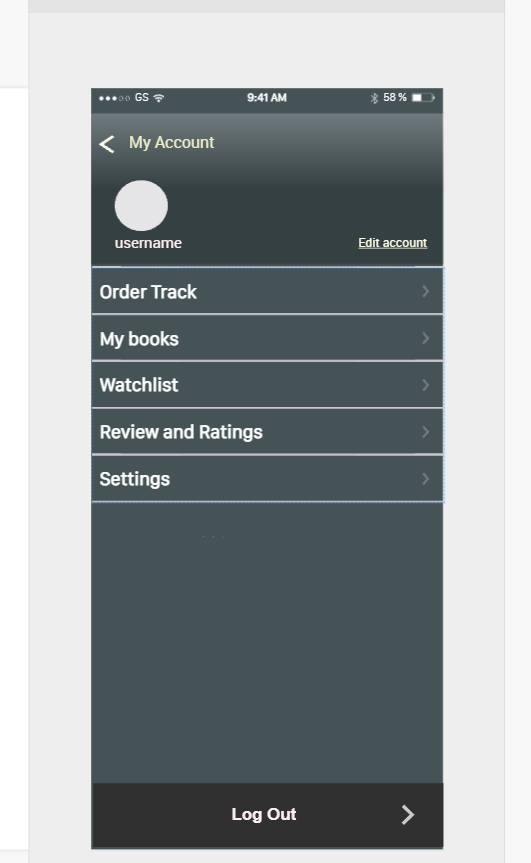 GS 9:41 AM 58 %
My Account
username
Edit account
Order Track
My books
Watchlist
Review and Ratings
Settings
...
Log Out